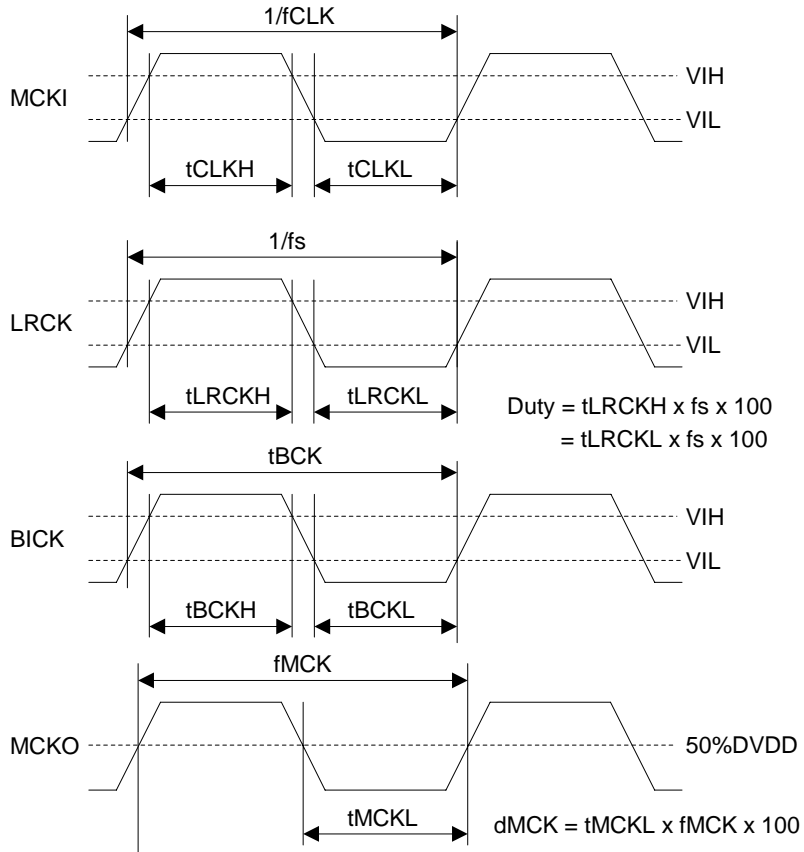 1/fCLK
MCKI
VIH
VIL
tCLKH
tCLKL
1/fs
LRCK
VIH
VIL
tLRCKH
tLRCKL
Duty = tLRCKH x fs x 100
= tLRCKL x fs x 100
tBCK
BICK
VIH
VIL
tBCKH
tBCKL
fMCK
MCKO
50%DVDD
tMCKL
dMCK = tMCKL x fMCK x 100